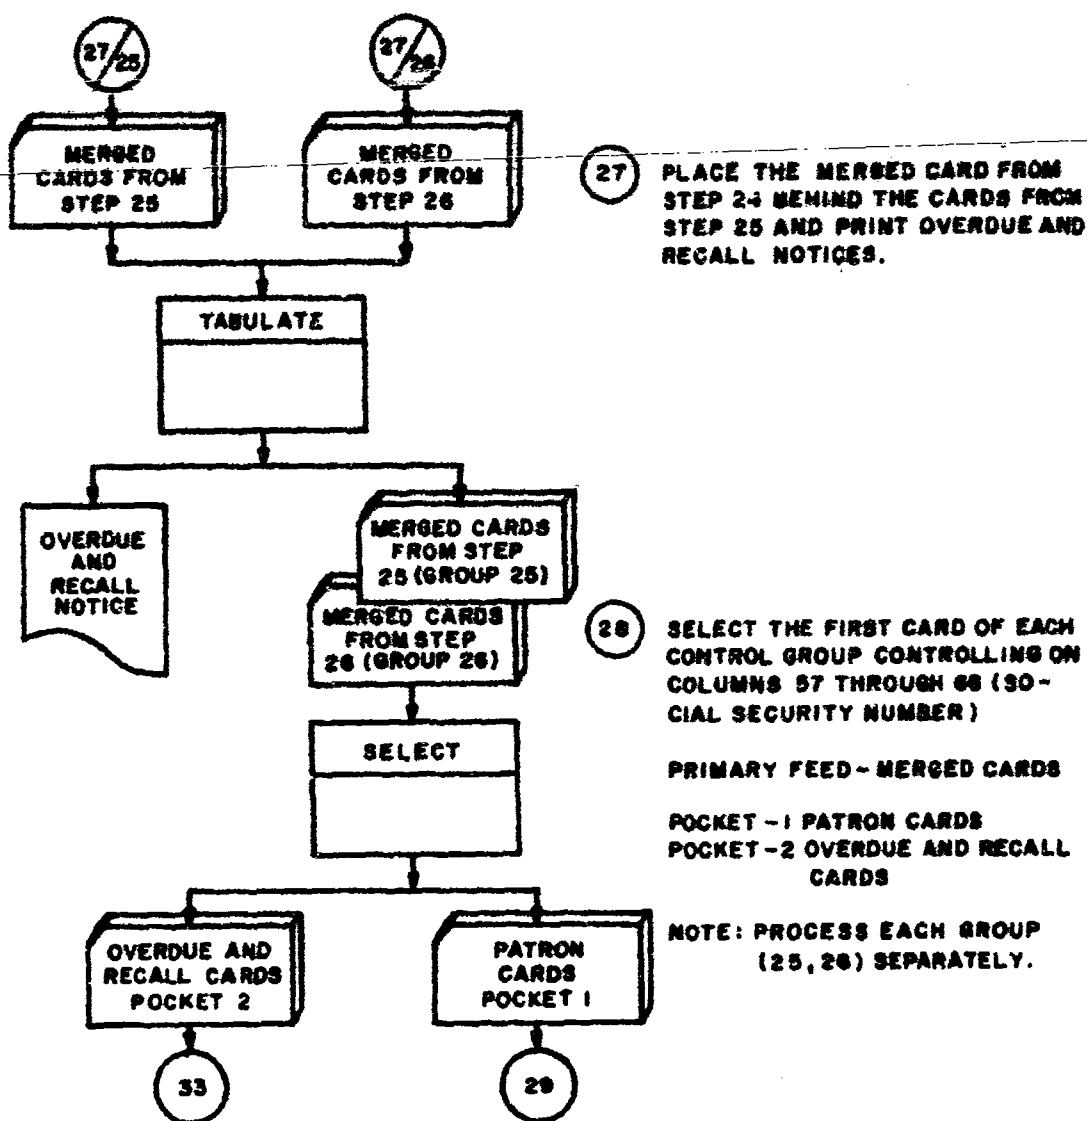 27/25
27/26
MERGED
CARDS FROM
STEP 25
MERGED
CARDS FROM
STEP 26
27
PLACE THE MERGED CARD FROM
STEP BEHIND THE CARDS FROM
STEP 25 AND PRINT OVERDUE AND
RECALL NOTICES.
TABULATE
OVERDUE
AND
RECALL
NOTICE
MERGED CARDS
FROM STEP
25 (GROUP 25)
MERGED CARDS
FROM STEP
26 (GROUP 26)
28
SELECT THE FIRST CARD OF EACH
CONTROL GROUP CONTROLLING ON
COLUMNS 57 THROUGH (SO-
CIAL SECURITY NUMBER)
SELECT
PRIMARY FEED - MERGED CARDS
POCKET - 1 PATRON CARDS
POCKET - 2 OVERDUE AND RECALL
CARDS
NOTE: PROCESS EACH GROUP
(25, 26) SEPARATELY.
OVERDUE AND
RECALL CARDS
POCKET 2
PATRON
CARDS
POCKET 1
33
29